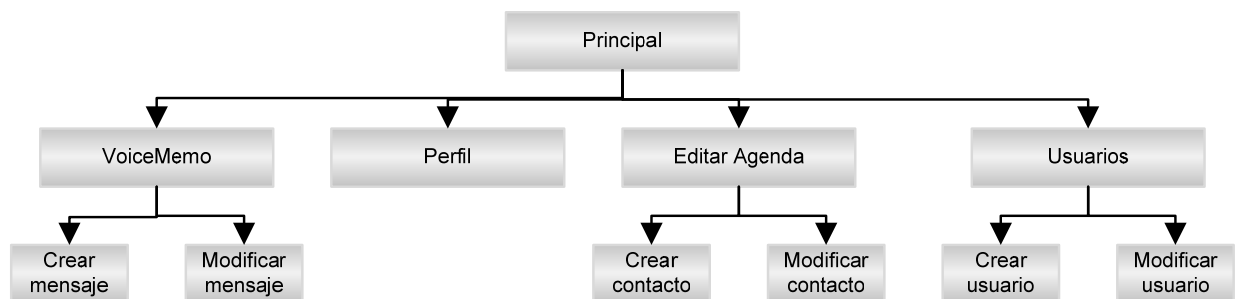 Principal
VoiceMemo
Perfil
Editar Agenda
Usuarios
Crear
mensaje
Modificar
mensaje
Crear
contacto
Modificar
contacto
Crear
usuario
Modificar
usuario